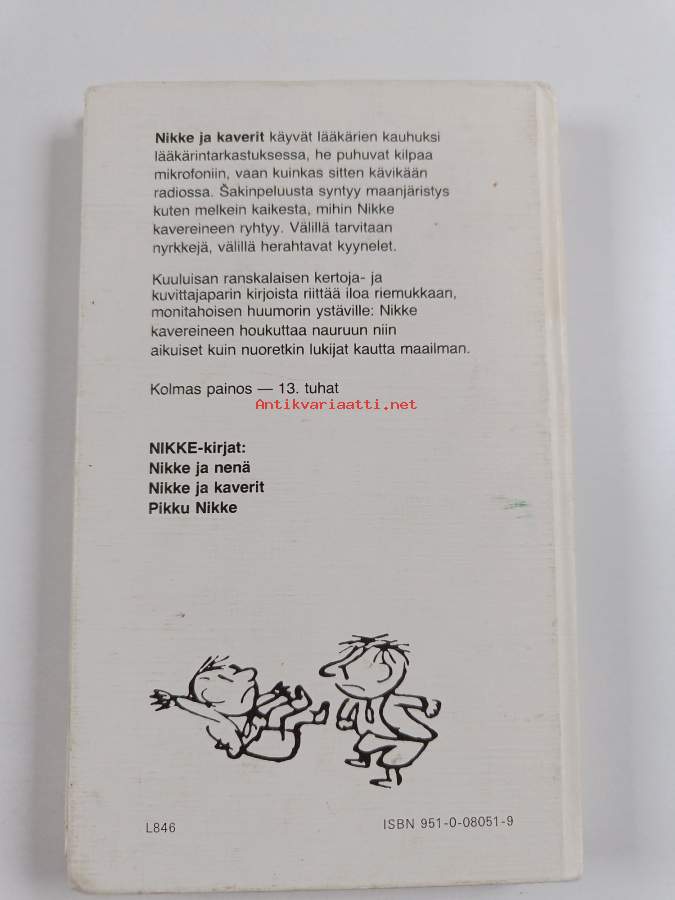 Nikke ja kaverit käyvät lääkärien kauhuksi
lääkärintarkastuksessa, he puhuvat kilpaa
mikrofoniin, vaan kuinkas sitten kävikään
radiossa. Šakinpeluusta syntyy maanjäristys
kuten melkein kaikesta, mihin Nikke
kavereineen ryhtyy. Välillä tarvitaan
nyrkkejä, välillä herahtavat kyynelet.
Kuuluisan ranskalaisen kertoja- ja
kuvittajaparin kirjoista riittää iloa riemukkaan,
monitahoisen huumorin ystäville: Nikke
kavereineen houkuttaa nauruun niin
aikuiset kuin nuoretkin lukijat kautta maailman.
Kolmas painos — 13. tuhat
Antikvariaatti.net
NIKKE-kirjat:
Nikke ja nenä
Nikke ja kaverit
Pikku Nikke
L846
ISBN 951-0-08051-9